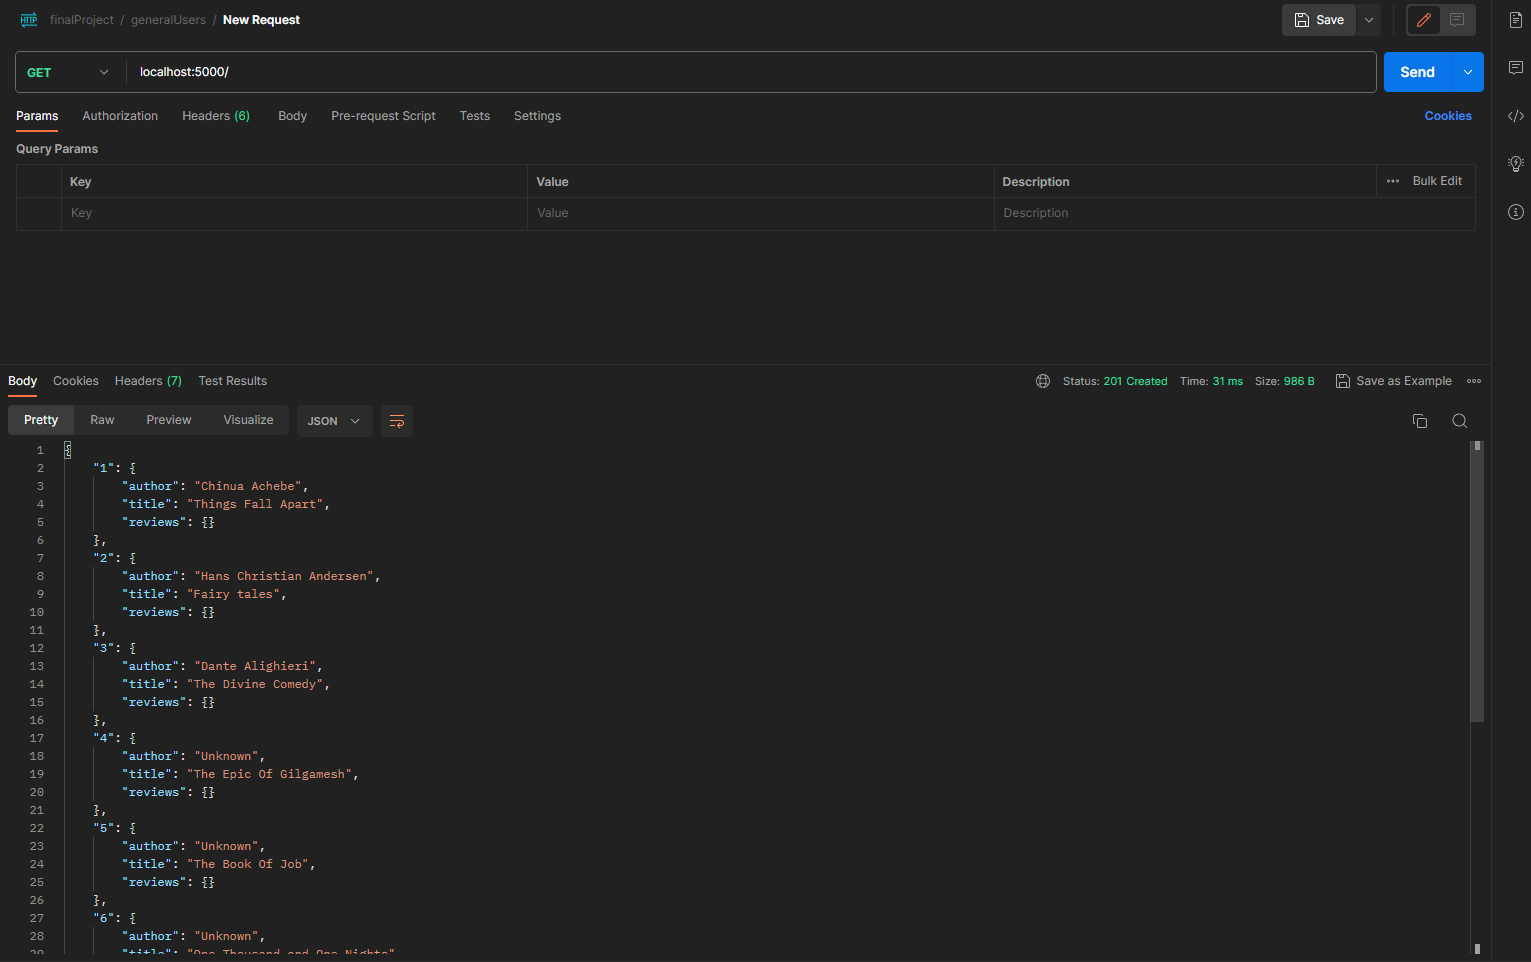 HTTP finalProject / generalUsers / New Request Save
GET localhost:5000/ Send
Params Authorization Headers (6) Body Pre-request Script Tests Settings Cookies
Query Params
Key Value Description ••• Bulk Edit
Key Value Description
Body Cookies Headers (7) Test Results Status: 201 Created Time: 31 ms Size: 986 B Save as Example
Pretty Raw Preview Visualize JSON
1 {
2 "1": {
3 "author": "Chinua Achebe",
4 "title": "Things Fall Apart",
5 "reviews": {}
6 },
7 "2": {
8 "author": "Hans Christian Andersen",
9 "title": "Fairy tales",
10 "reviews": {}
11 },
12 "3": {
13 "author": "Dante Alighieri",
14 "title": "The Divine Comedy",
15 "reviews": {}
16 },
17 "4": {
18 "author": "Unknown",
19 "title": "The Epic Of Gilgamesh",
20 "reviews": {}
21 },
22 "5": {
23 "author": "Unknown",
24 "title": "The Book Of Job",
25 "reviews": {}
26 },
27 "6": {
28 "author": "Unknown",
29 "title": "One Thousand and One Nights"